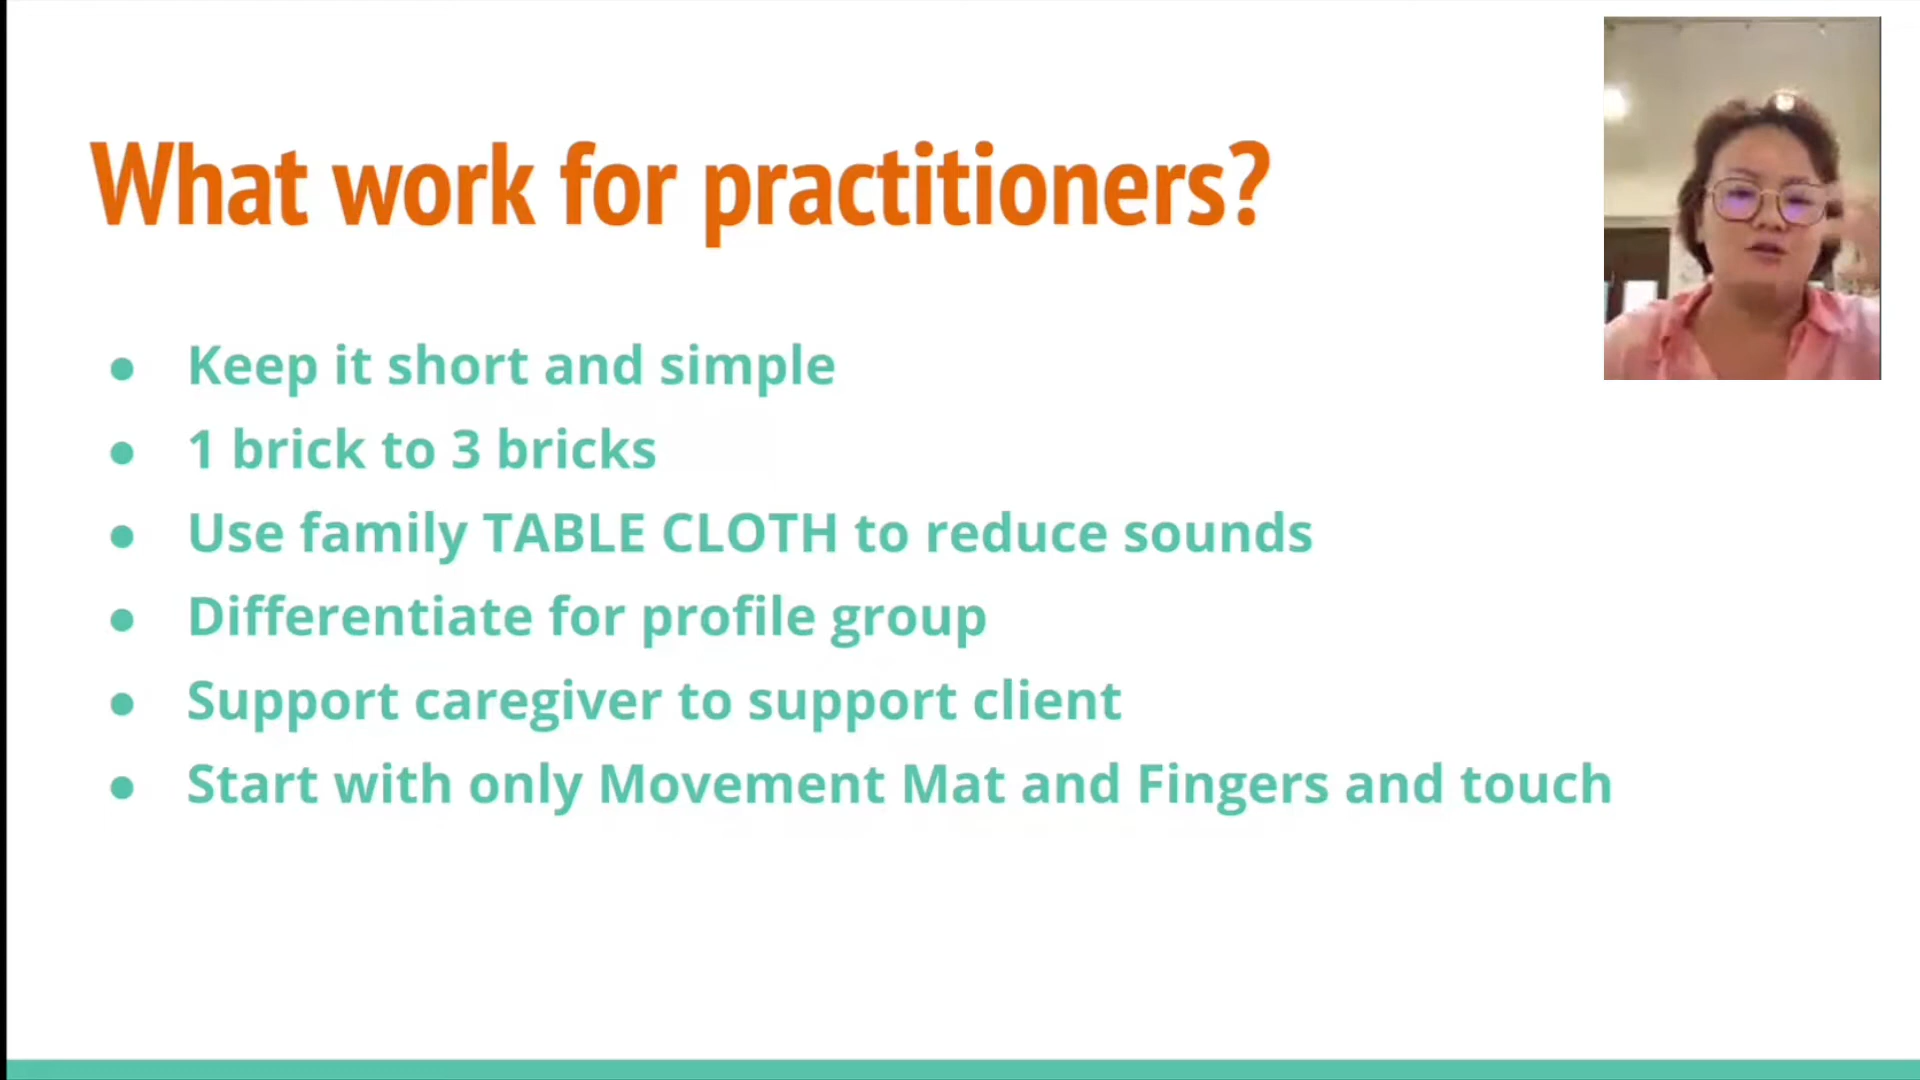 What work for practitioners?
● Keep it short and simple
● 1 brick to 3 bricks
● Use family TABLE CLOTH to reduce sounds
● Differentiate for profile group
● Support caregiver to support client
● Start with only Movement Mat and Fingers and touch